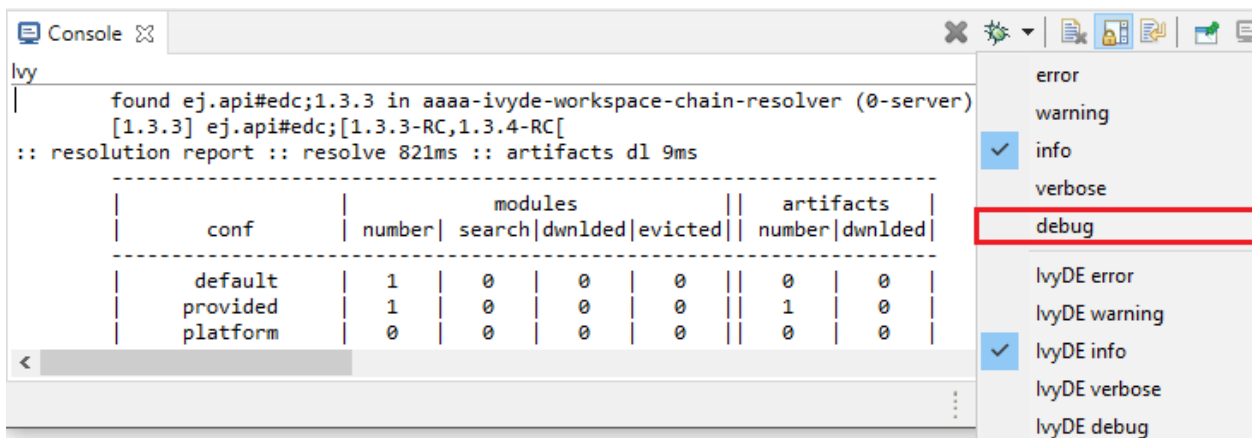 Console
Ivy
found ej.api#edc;1.3.3 in aaaa-ivyde-workspace-chain-resolver (0-server)
[1.3.3] ej.api#edc;[1.3.3-RC,1.3.4-RC[
:: resolution report :: resolve 821ms :: artifacts dl 9ms
---------------------------------------------------------------------
|                  |            modules            ||   artifacts   |
|       conf       | number| search|dwnlded|evicted|| number|dwnlded|
---------------------------------------------------------------------
|      default     |   1   |   0   |   0   |   0   ||   0   |   0   |
|     provided     |   1   |   0   |   0   |   0   ||   1   |   0   |
|     platform     |   0   |   0   |   0   |   0   ||   0   |   0   |
error
warning
info
verbose
debug
IvyDE error
IvyDE warning
IvyDE info
IvyDE verbose
IvyDE debug